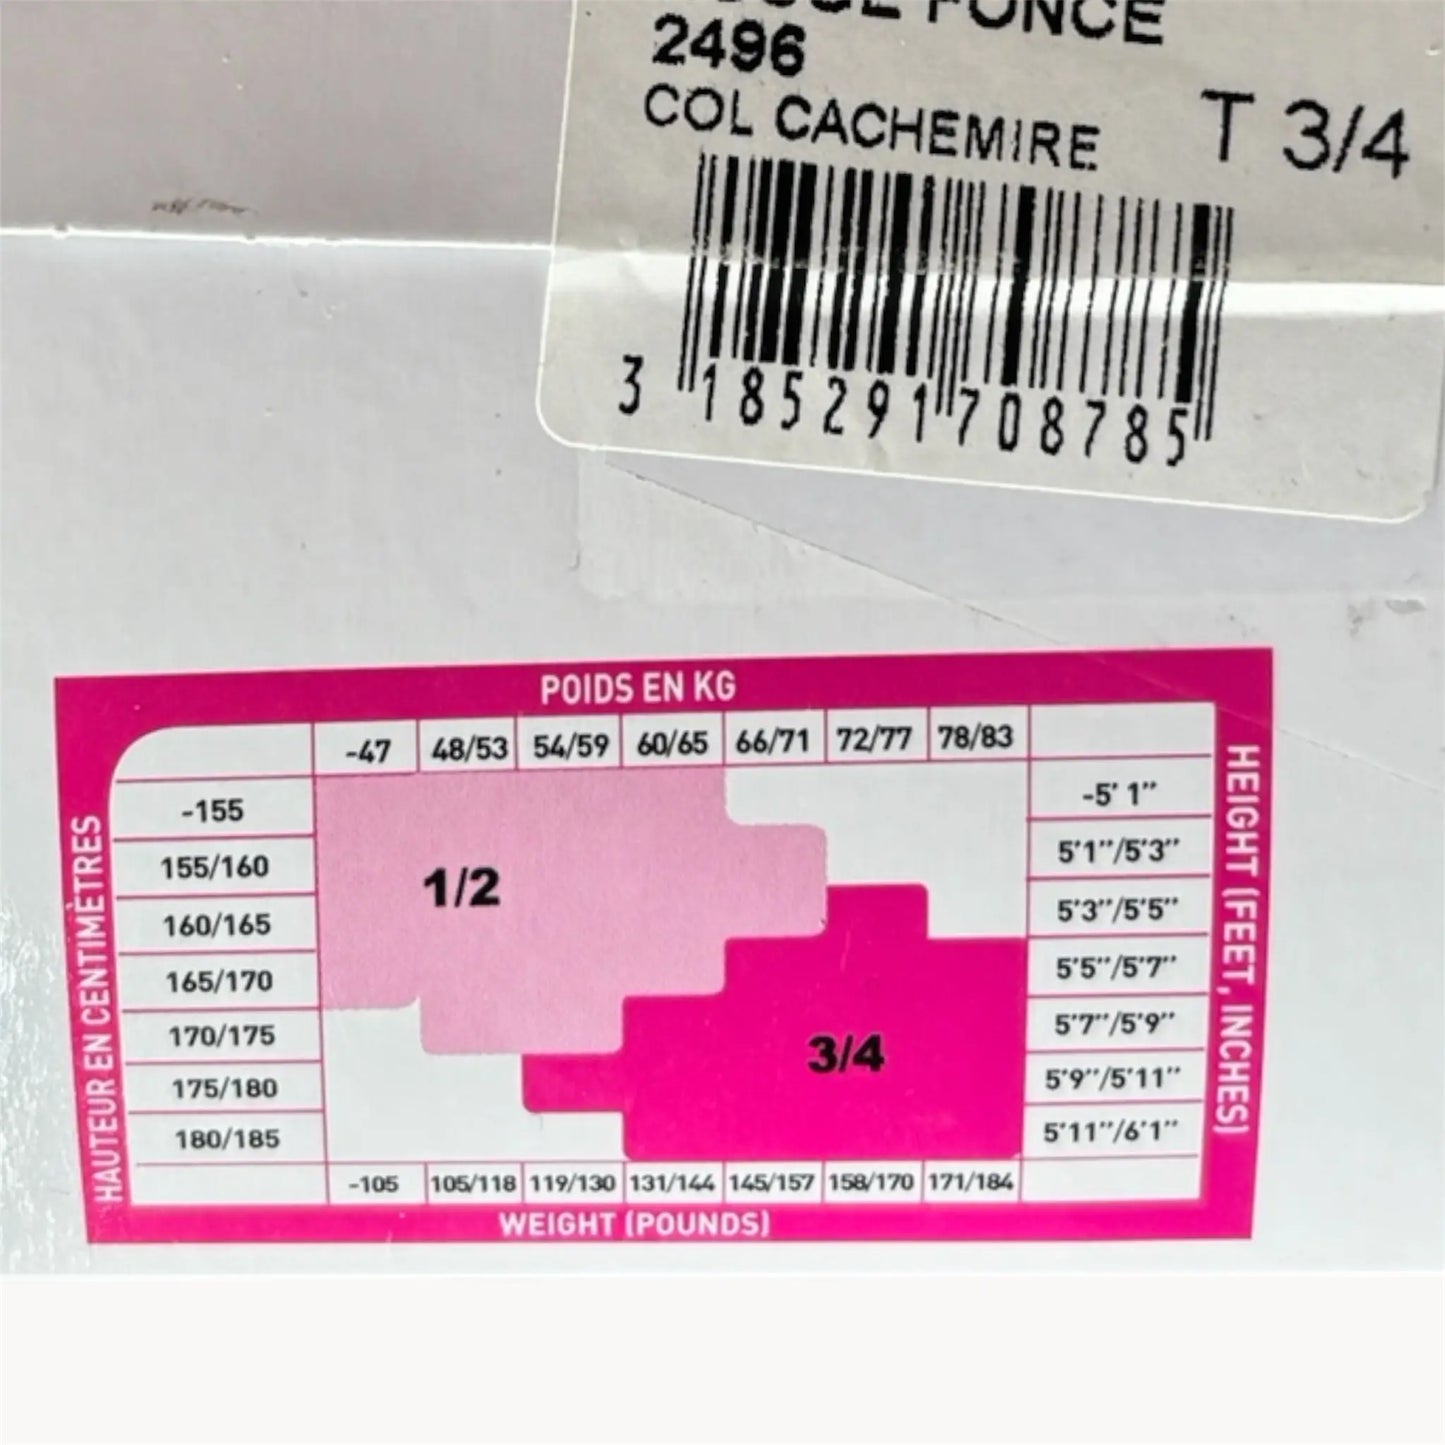 FONCE
2496
COL CACHEMIRE T 3/4
3 185291 708785
POIDS EN KG
-47 48/53 54/59 60/65 66/71 72/77 78/83
HAUTEUR EN CENTIMÈTRES
HEIGHT (FEET, INCHES)
-155 -5'1"
155/160 5'1"/5'3"
1/2
160/165 5'3"/5'5"
165/170 5'5"/5'7"
170/175 5'7"/5'9"
3/4
175/180 5'9"/5'11"
180/185 5'11"/6'1"
-105 105/118 119/130 131/144 145/157 158/170 171/184
WEIGHT (POUNDS)